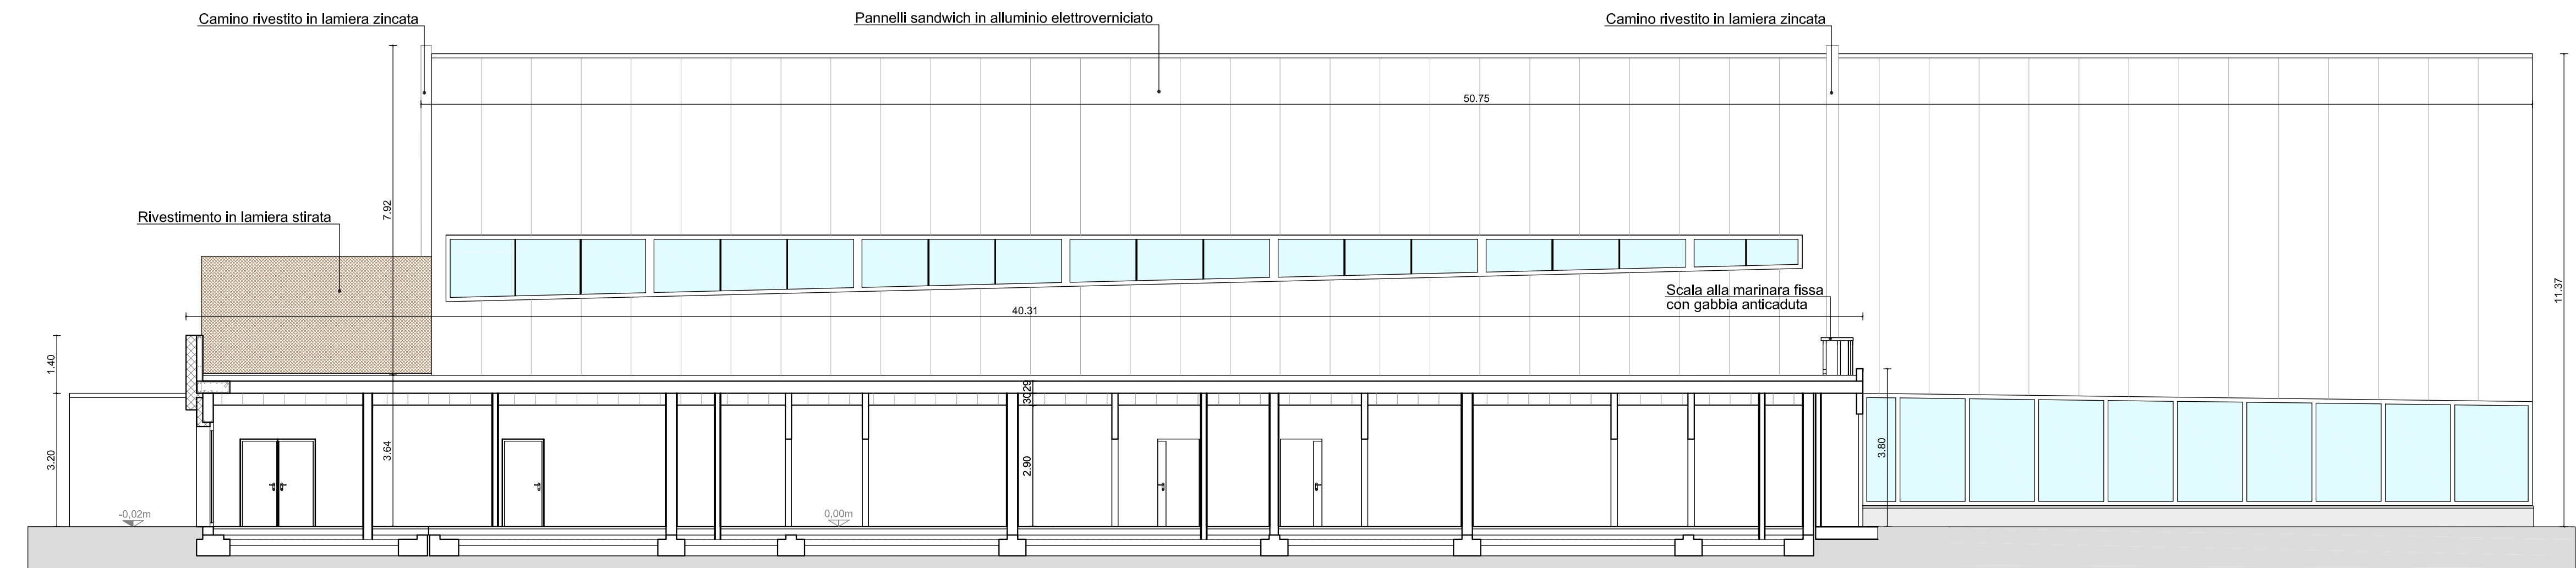 Camino rivestito in lamiera zincata
Pannelli sandwich in alluminio elettroverniciato
Camino rivestito in lamiera zincata
50.75
7.92
Rivestimento in lamiera stirata
11.37
Scala alla marinara fissa
con gabbia anticaduta
40.31
1.40
3029
3.20
3.64
2.90
3.80
-0,02m
0,00m